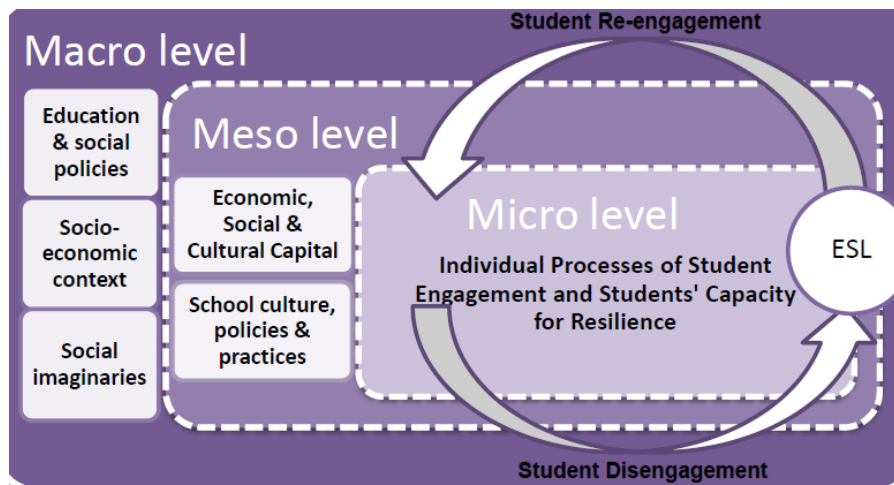 Student Re-engagement
Macro level
Education
& social
policies
Socio-
economic
context
Social
imaginaries
Meso level
Economic,
Social &
Cultural Capital
School culture,
policies &
practices
Micro level
Individual Processes of Student
Engagement and Students' Capacity
for Resilience
ESL
Student Disengagement